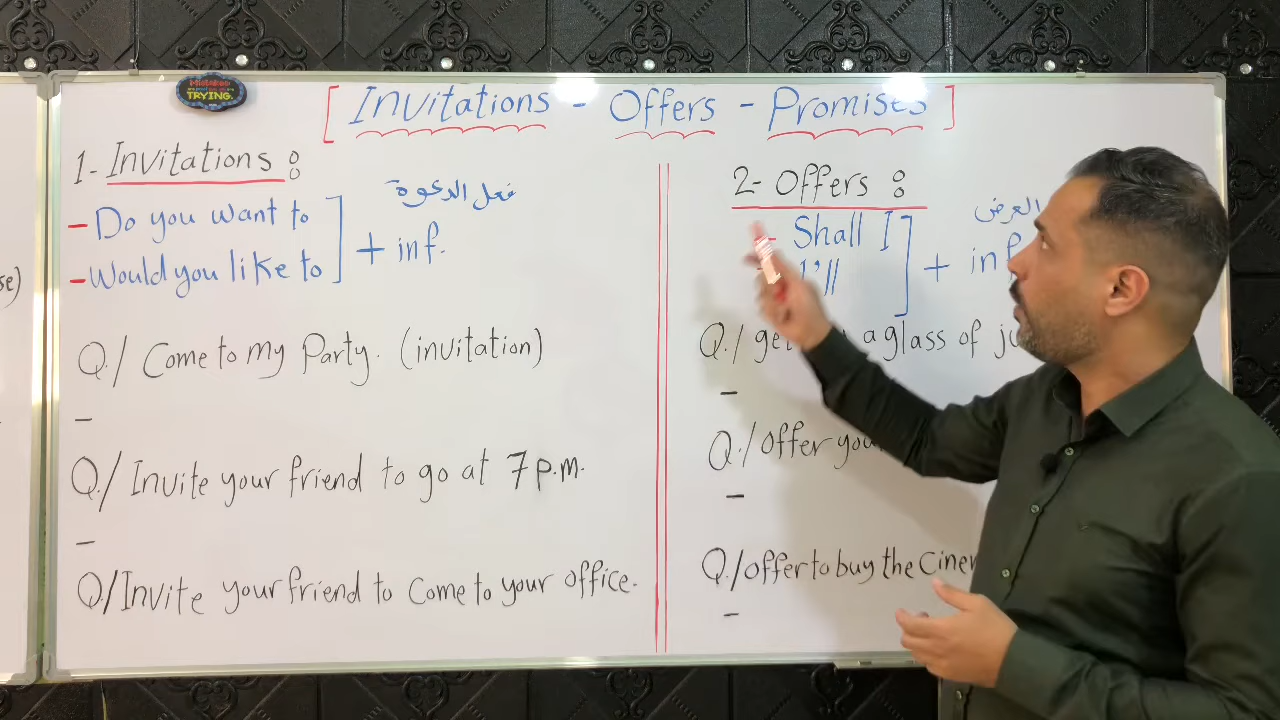 [ Invitations - Offers - Promises ]
TRYING.
1- Invitations :
- Do you want to
- Would you like to
+ inf.
فعل الدعوة
Q/ Come to my Party. (invitation)
-
Q/ Invite your friend to go at 7 p.m.
-
Q/ Invite your friend to come to your office.
2- Offers :
- Shall I
I'll
+ inf
العرض
Q/ a glass of
-
Q/ offer
-
Q/ offer to buy the
-